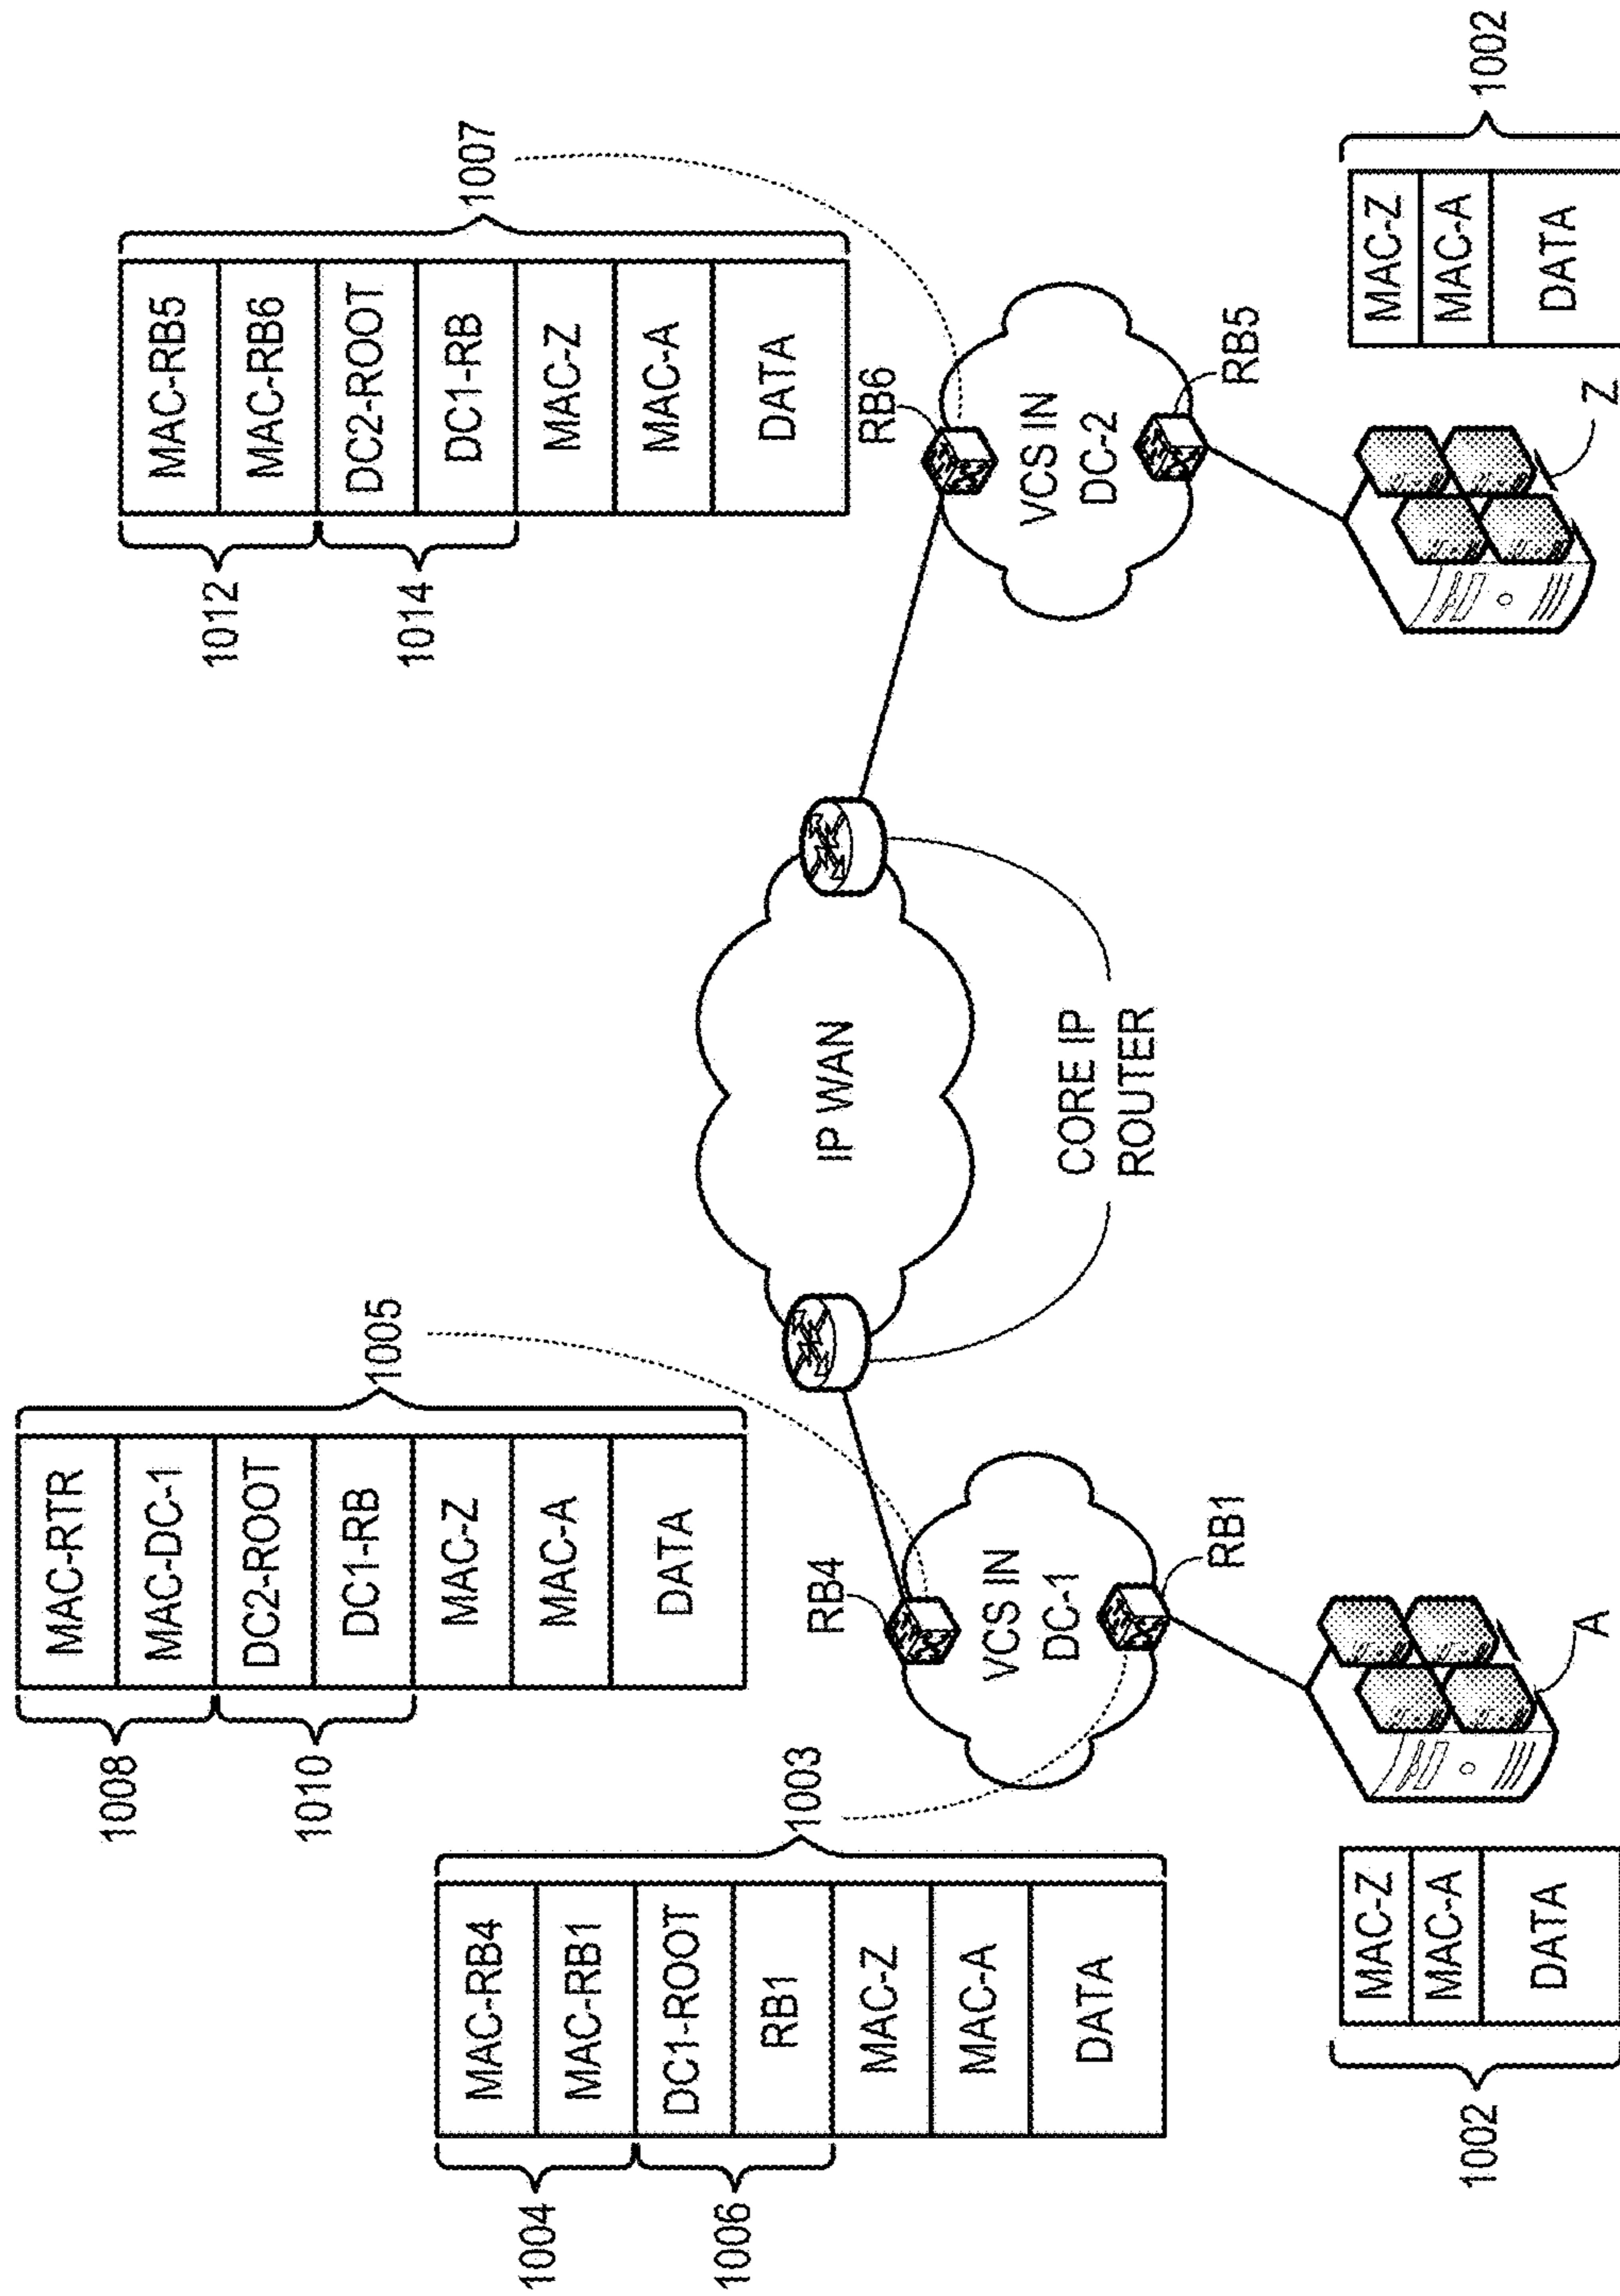 1008
1010
MAC-RTR
MAC-DC-1
DC2-ROOT
DC1-RB
MAC-Z
MAC-A
DATA
1005
1012
1014
MAC-RB5
MAC-RB6
DC2-ROOT
DC1-RB
MAC-Z
MAC-A
DATA
1007
1004
1006
MAC-RB4
MAC-RB1
DC1-ROOT
RB1
MAC-Z
MAC-A
DATA
1003
RB4
VCS IN
DC-1
RB1
IP WAN
CORE IP
ROUTER
RB6
VCS IN
DC-2
RB5
1002
MAC-Z
MAC-A
DATA
A
Z
MAC-Z
MAC-A
DATA
1002